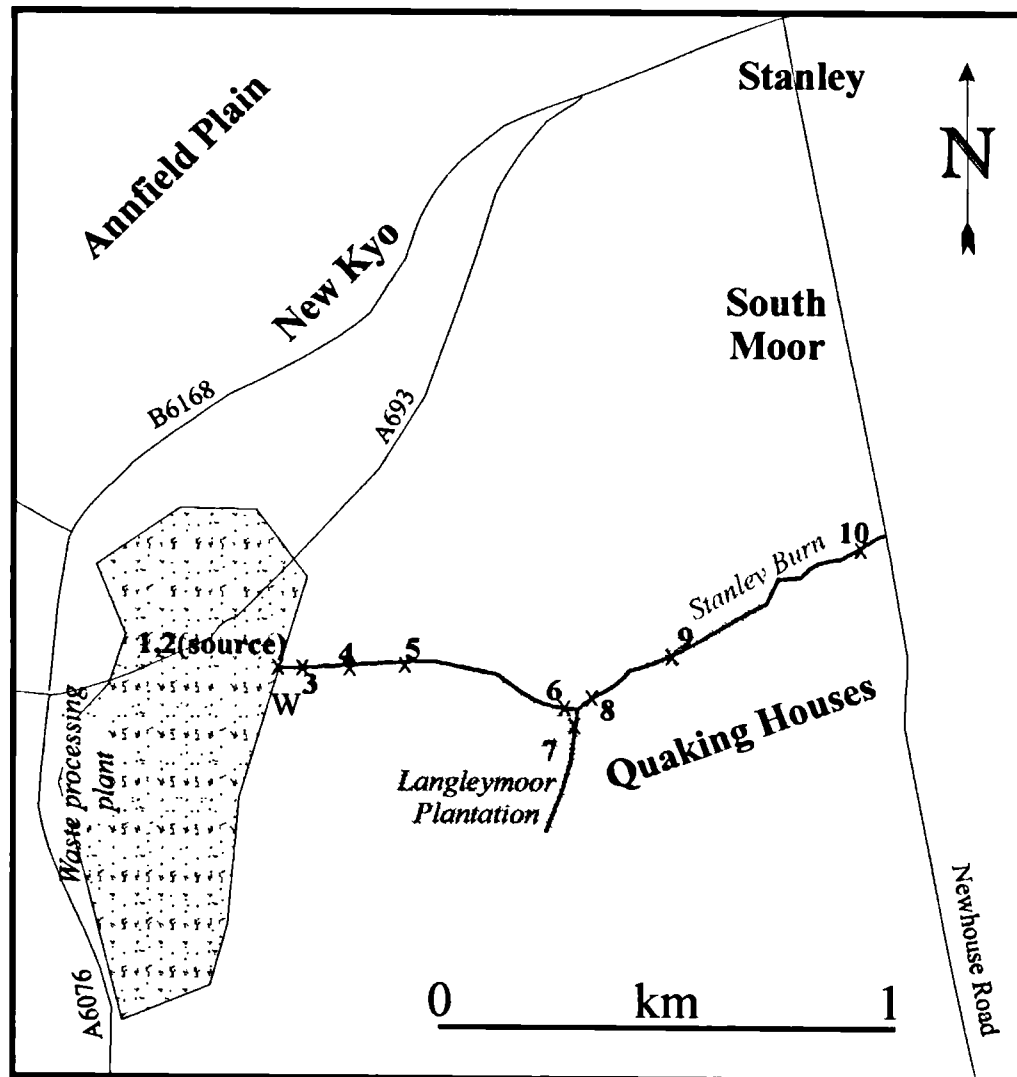 Stanley
N
Annfield Plain
New Kyo
South
Moor
B6168
A693
10
Stanley Burn
9
1,2(source)
3
4
5
W
6
7
8
Quaking Houses
Langleymoor
Plantation
Waste processing
plant
A6076
Newhouse Road
0 km 1